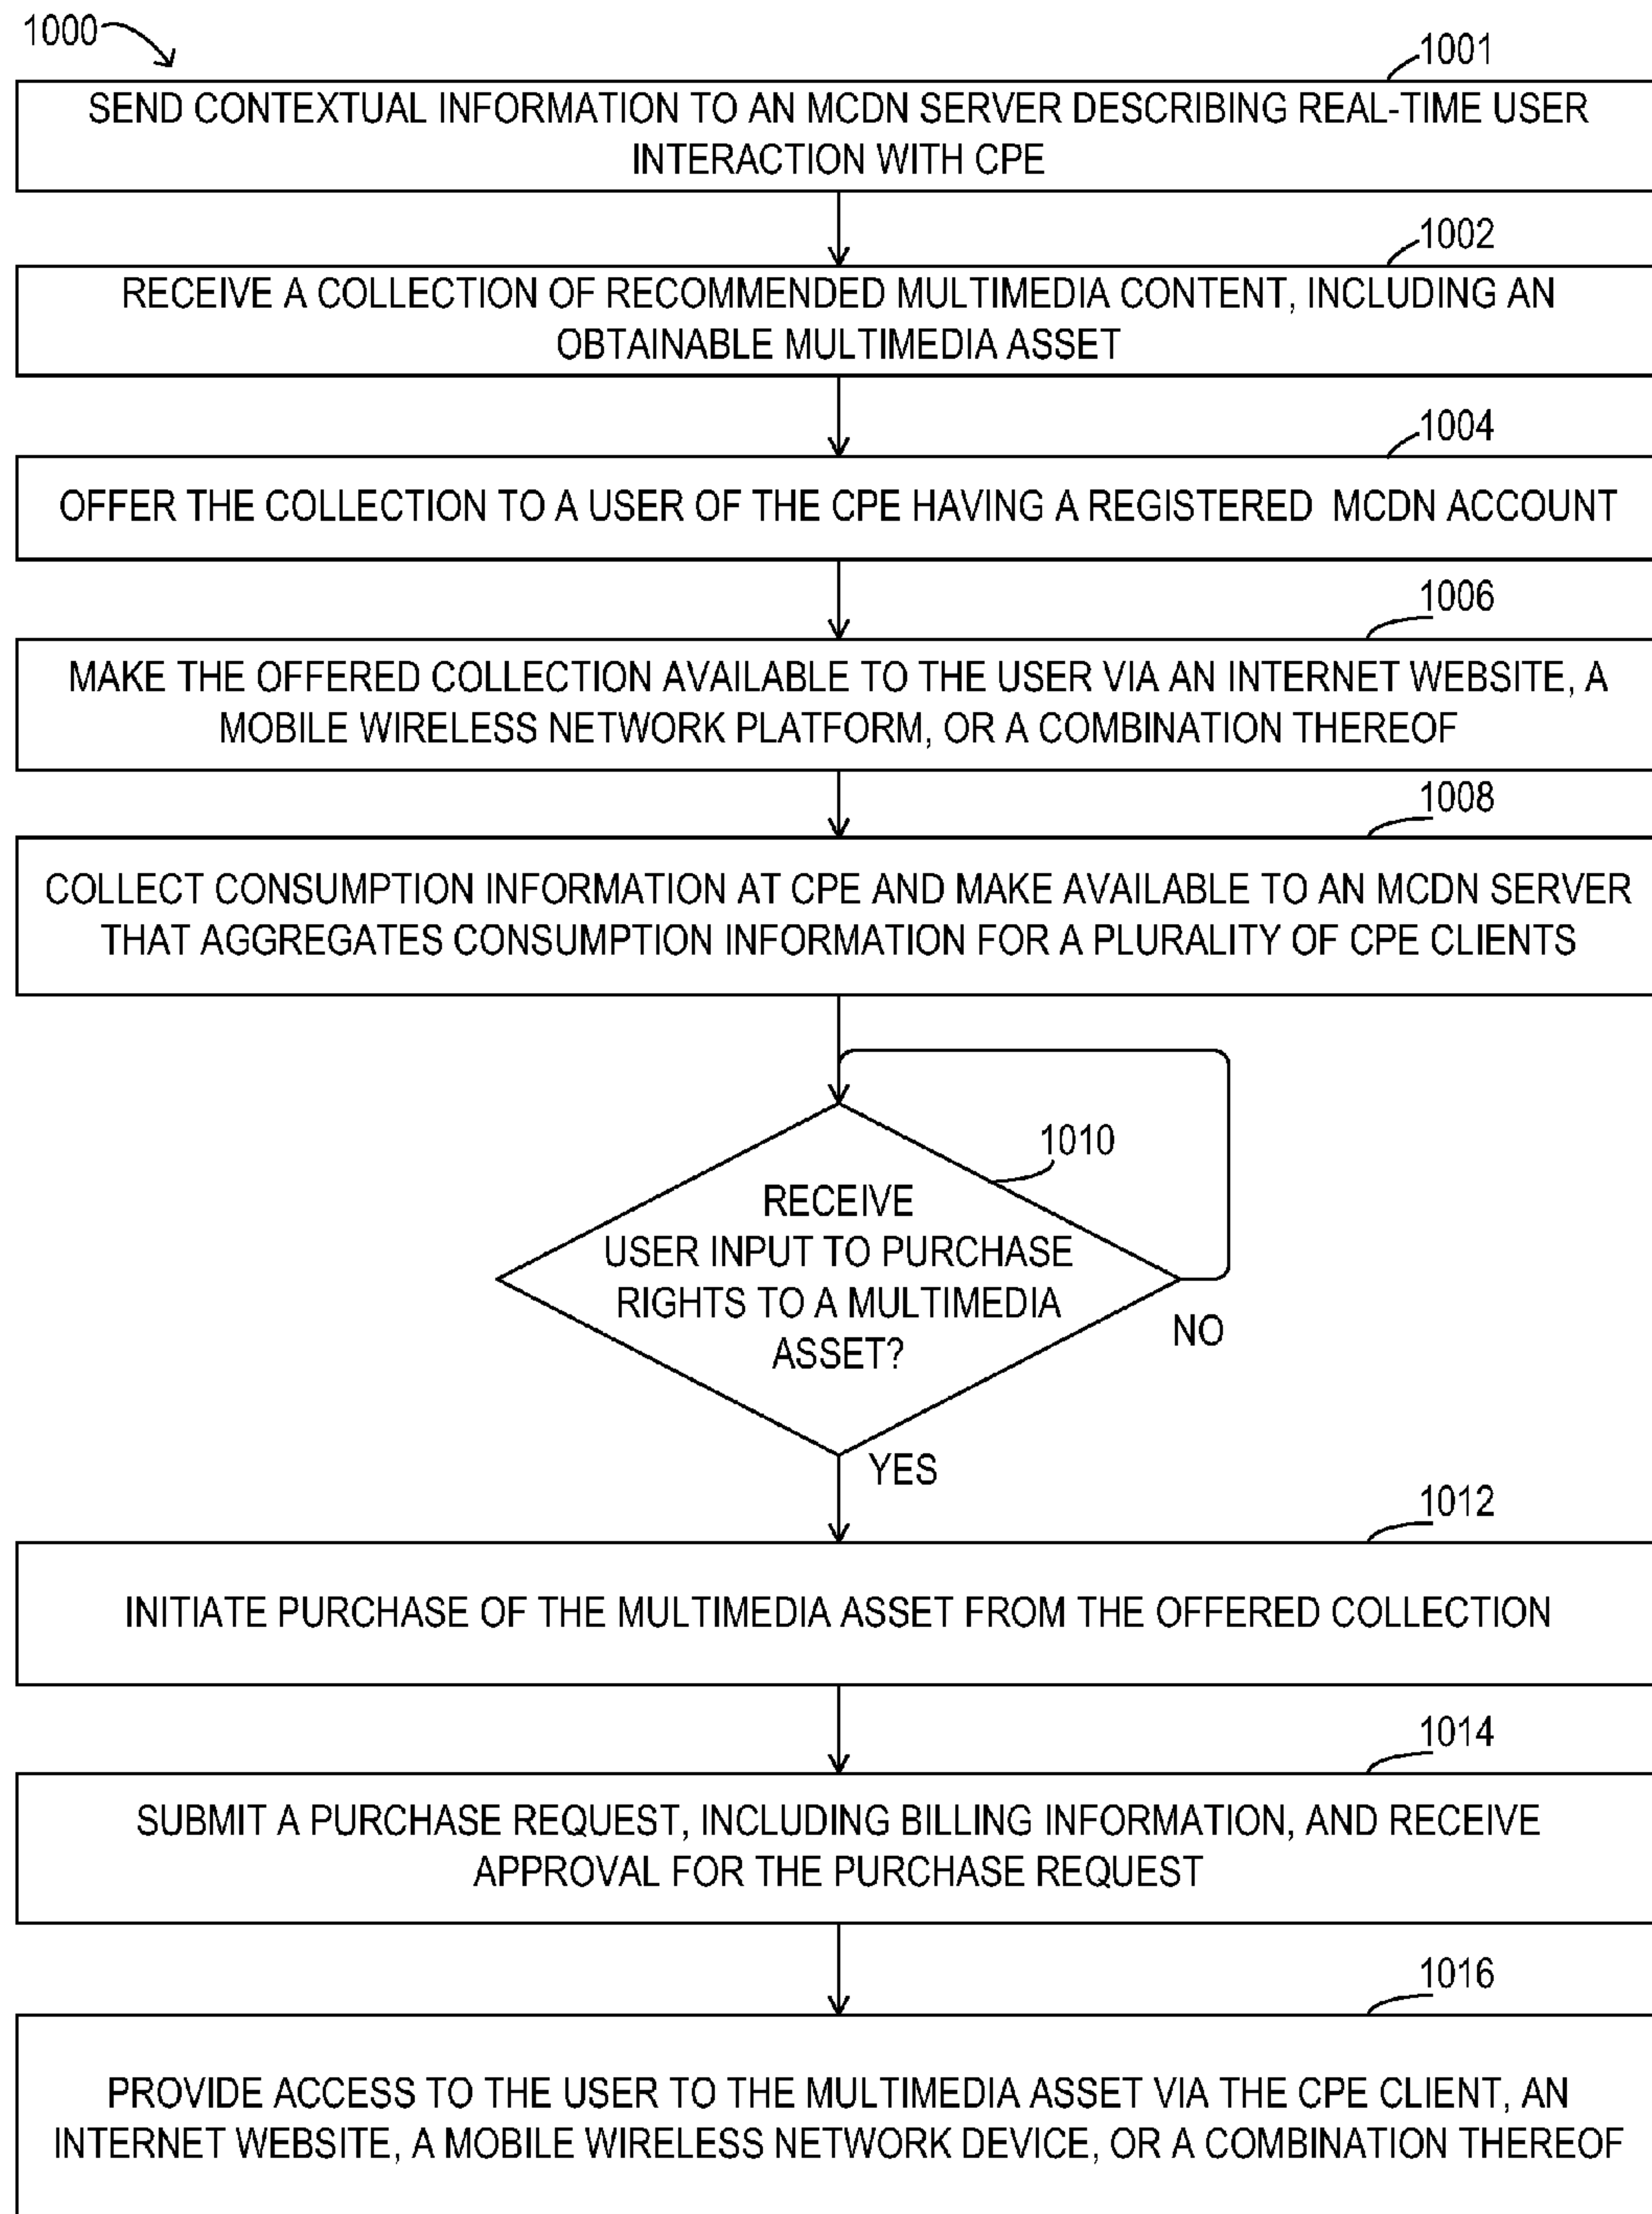 1000
1001
SEND CONTEXTUAL INFORMATION TO AN MCDN SERVER DESCRIBING REAL-TIME USER
INTERACTION WITH CPE
1002
RECEIVE A COLLECTION OF RECOMMENDED MULTIMEDIA CONTENT, INCLUDING AN
OBTAINABLE MULTIMEDIA ASSET
1004
OFFER THE COLLECTION TO A USER OF THE CPE HAVING A REGISTERED MCDN ACCOUNT
1006
MAKE THE OFFERED COLLECTION AVAILABLE TO THE USER VIA AN INTERNET WEBSITE, A
MOBILE WIRELESS NETWORK PLATFORM, OR A COMBINATION THEREOF
1008
COLLECT CONSUMPTION INFORMATION AT CPE AND MAKE AVAILABLE TO AN MCDN SERVER
THAT AGGREGATES CONSUMPTION INFORMATION FOR A PLURALITY OF CPE CLIENTS
1010
RECEIVE
USER INPUT TO PURCHASE
RIGHTS TO A MULTIMEDIA
ASSET?
NO
YES
1012
INITIATE PURCHASE OF THE MULTIMEDIA ASSET FROM THE OFFERED COLLECTION
1014
SUBMIT A PURCHASE REQUEST, INCLUDING BILLING INFORMATION, AND RECEIVE
APPROVAL FOR THE PURCHASE REQUEST
1016
PROVIDE ACCESS TO THE USER TO THE MULTIMEDIA ASSET VIA THE CPE CLIENT, AN
INTERNET WEBSITE, A MOBILE WIRELESS NETWORK DEVICE, OR A COMBINATION THEREOF